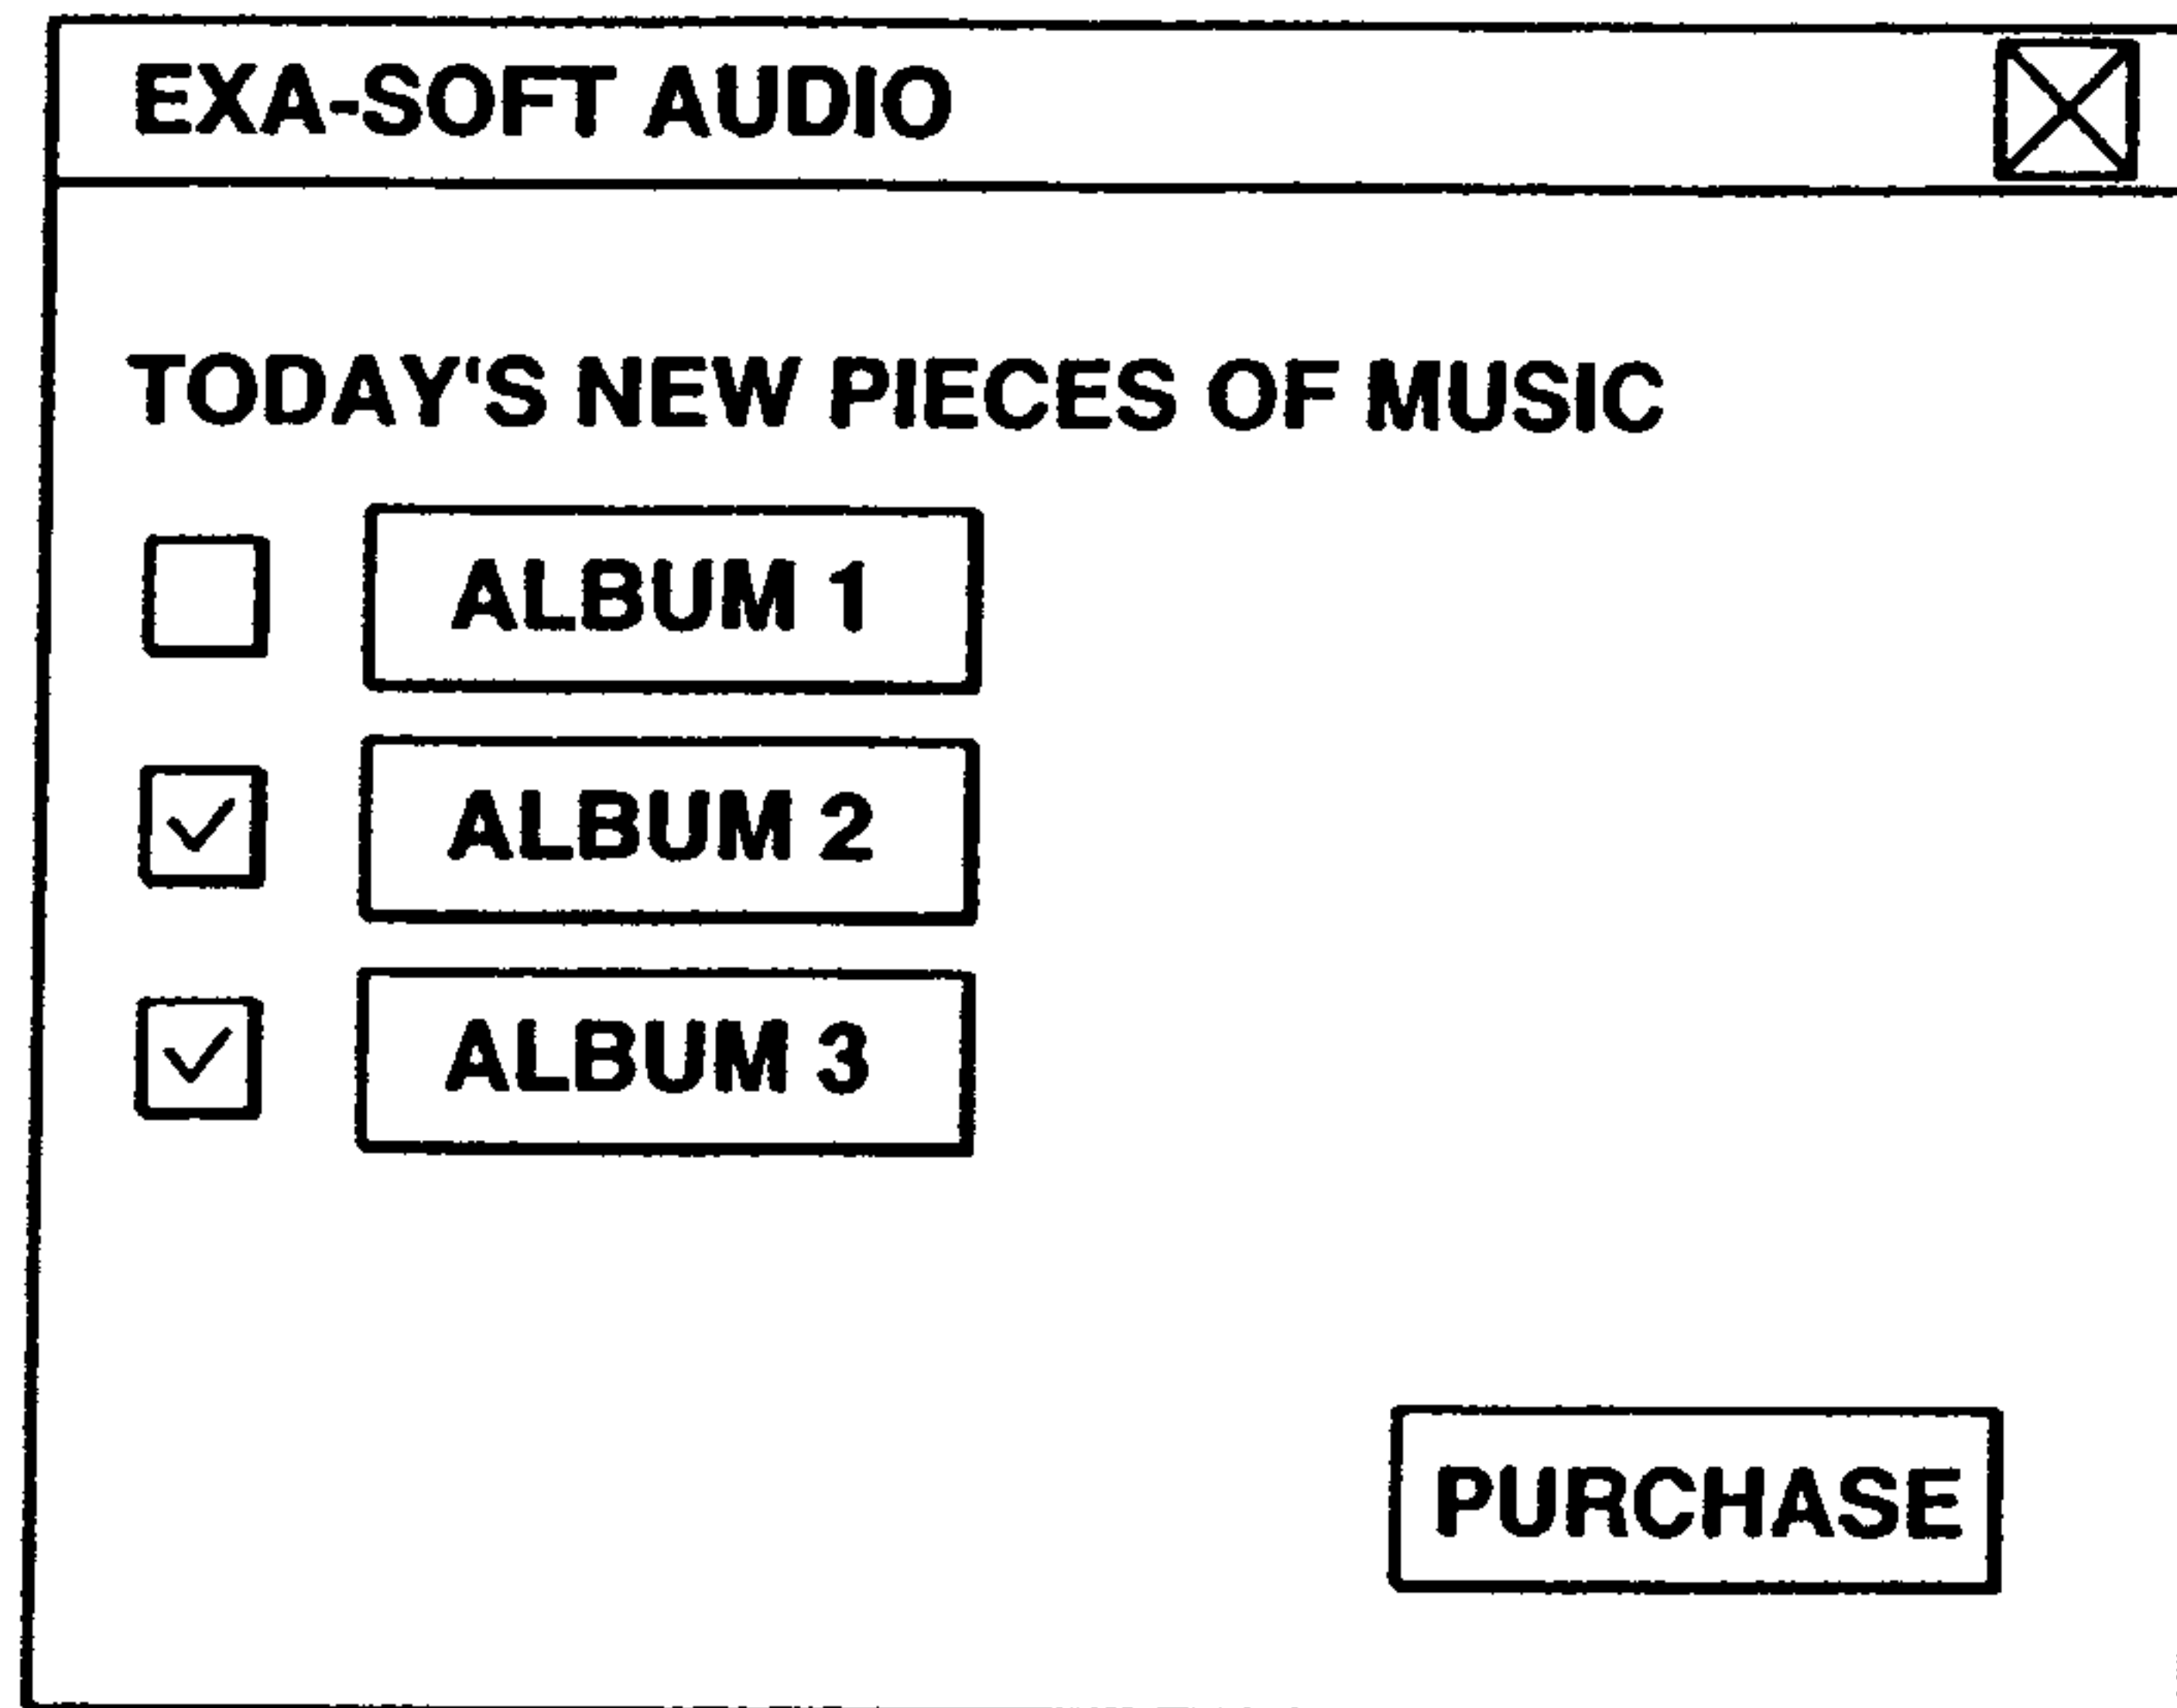 EXA-SOFT AUDIO
TODAY'S NEW PIECES OF MUSIC
ALBUM 1
ALBUM 2
ALBUM 3
PURCHASE